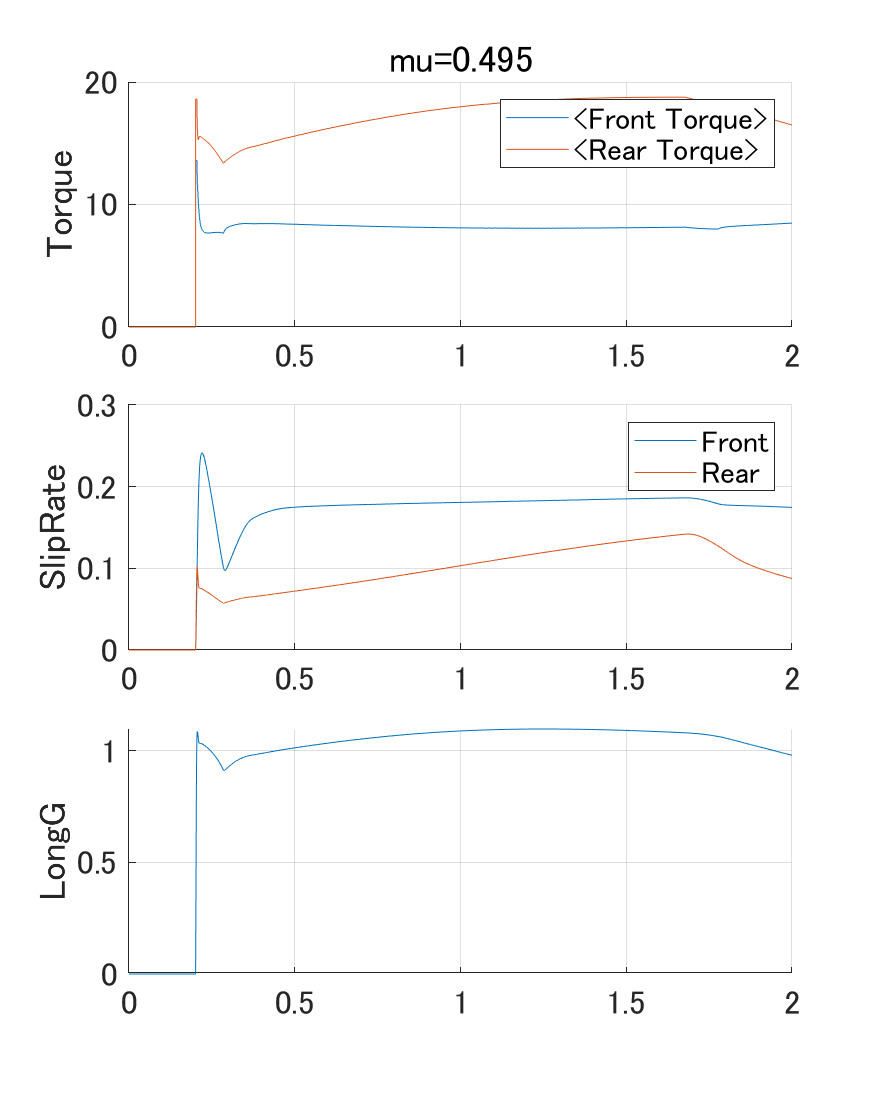 mu=0.495
Torque
20
10
0
<Front Torque>
<Rear Torque>
0 0.5 1 1.5 2
SlipRate
0.3
0.2
0.1
0
Front
Rear
0 0.5 1 1.5 2
LongG
1
0.5
0
0 0.5 1 1.5 2